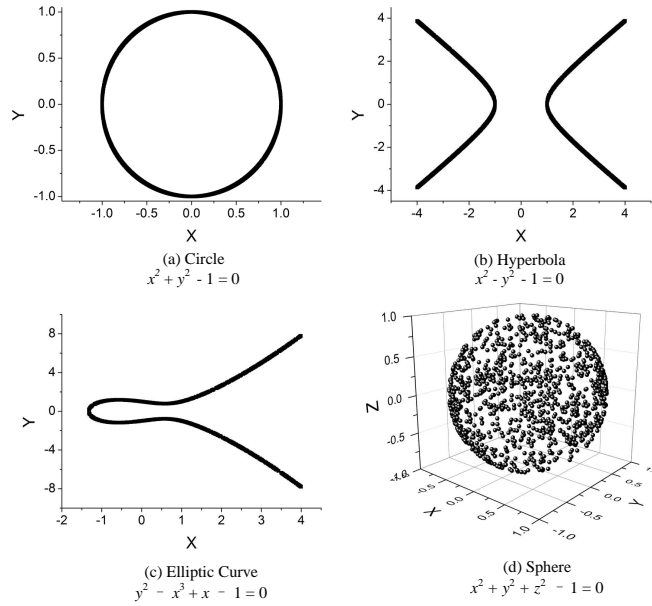 1.0
0.5
0.0
-0.5
-1.0
Y
-1.0 -0.5 0.0 0.5 1.0
X
(a) Circle
x² + y² - 1 = 0
4
2
0
-2
-4
Y
-4 -2 0 2 4
X
(b) Hyperbola
x² - y² - 1 = 0
8
4
0
-4
-8
Y
-2 -1 0 1 2 3 4
X
(c) Elliptic Curve
y² - x³ + x - 1 = 0
1.0
0.5
0.0
-0.5
Z
-0.5
0.0
0.5
1.0
X
-1.0
-0.5
0.0
0.5
Y
(d) Sphere
x² + y² + z² - 1 = 0